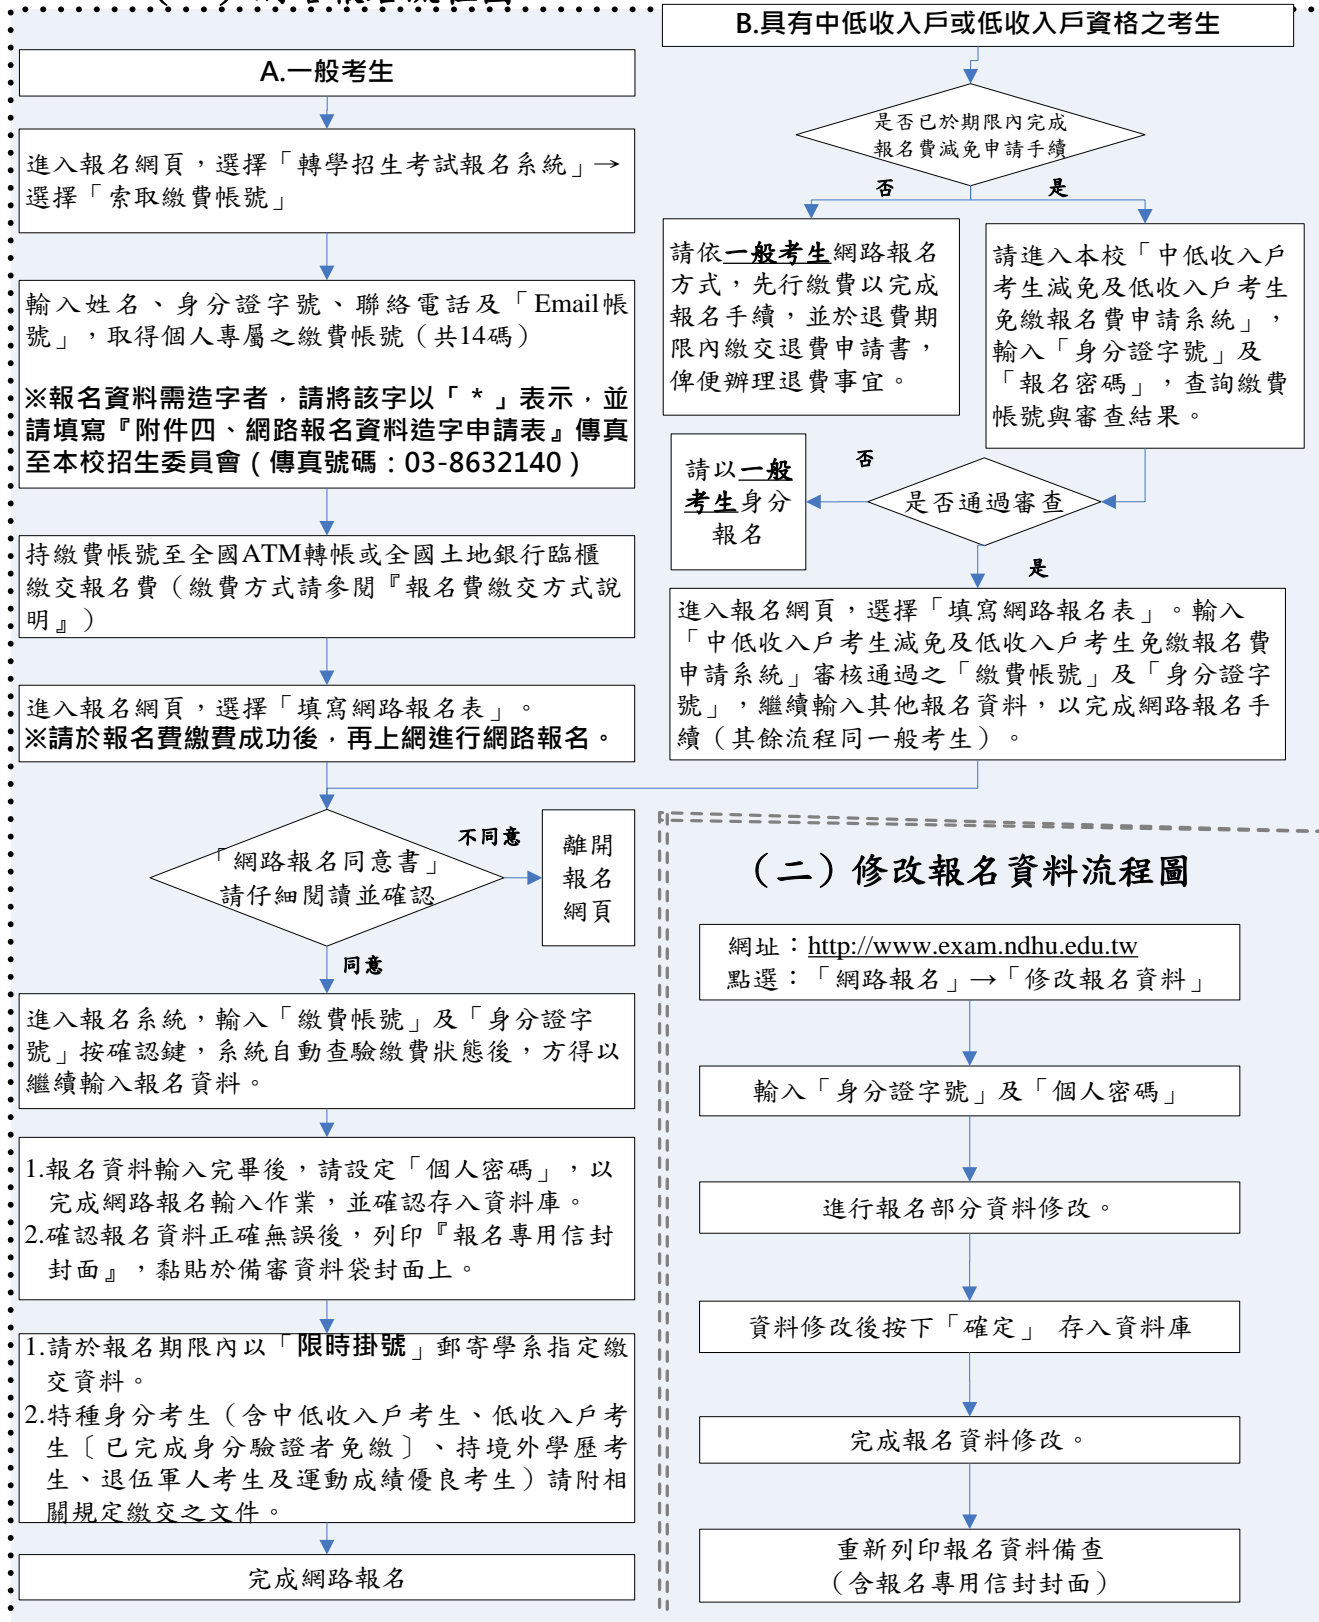 A.一般考生
進入報名網頁，選擇「轉學招生考試報名系統」→
選擇「索取繳費帳號」
輸入姓名、身分證字號、聯絡電話及「Email帳
號」，取得個人專屬之繳費帳號（共14碼）
※報名資料需造字者，請將該字以「 * 」表示，並
請填寫『附件四、網路報名資料造字申請表』傳真
至本校招生委員會（傳真號碼：03-8632140）
持繳費帳號至全國ATM轉帳或全國土地銀行臨櫃
繳交報名費（繳費方式請參閱『報名費繳交方式說
明』）
進入報名網頁，選擇「填寫網路報名表」。
※請於報名費繳費成功後，再上網進行網路報名。
「網路報名同意書」
請仔細閱讀並確認
不同意
離開
報名
網頁
同意
進入報名系統，輸入「繳費帳號」及「身分證字
號」按確認鍵，系統自動查驗繳費狀態後，方得以
繼續輸入報名資料。
1.報名資料輸入完畢後，請設定「個人密碼」，以
完成網路報名輸入作業，並確認存入資料庫。
2.確認報名資料正確無誤後，列印『報名專用信封
封面』，黏貼於備審資料袋封面上。
1.請於報名期限內以「限時掛號」郵寄學系指定繳
交資料。
2.特種身分考生（含中低收入戶考生、低收入戶考
生〔已完成身分驗證者免繳〕、持境外學歷考
生、退伍軍人考生及運動成績優良考生）請附相
關規定繳交之文件。
完成網路報名
B.具有中低收入戶或低收入戶資格之考生
是否已於期限內完成
報名費減免申請手續
否
是
請依一般考生網路報名
方式，先行繳費以完成
報名手續，並於退費期
限內繳交退費申請書，
俾便辦理退費事宜。
請進入本校「中低收入戶
考生減免及低收入戶考生
免繳報名費申請系統」，
輸入「身分證字號」及
「報名密碼」，查詢繳費
帳號與審查結果。
是否通過審查
否
請以一般
考生身分
報名
是
進入報名網頁，選擇「填寫網路報名表」。輸入
「中低收入戶考生減免及低收入戶考生免繳報名費
申請系統」審核通過之「繳費帳號」及「身分證字
號」，繼續輸入其他報名資料，以完成網路報名手
續（其餘流程同一般考生）。
（二）修改報名資料流程圖
網址：http://www.exam.ndhu.edu.tw
點選：「網路報名」→「修改報名資料」
輸入「身分證字號」及「個人密碼」
進行報名部分資料修改。
資料修改後按下「確定」 存入資料庫
完成報名資料修改。
重新列印報名資料備查
（含報名專用信封封面）